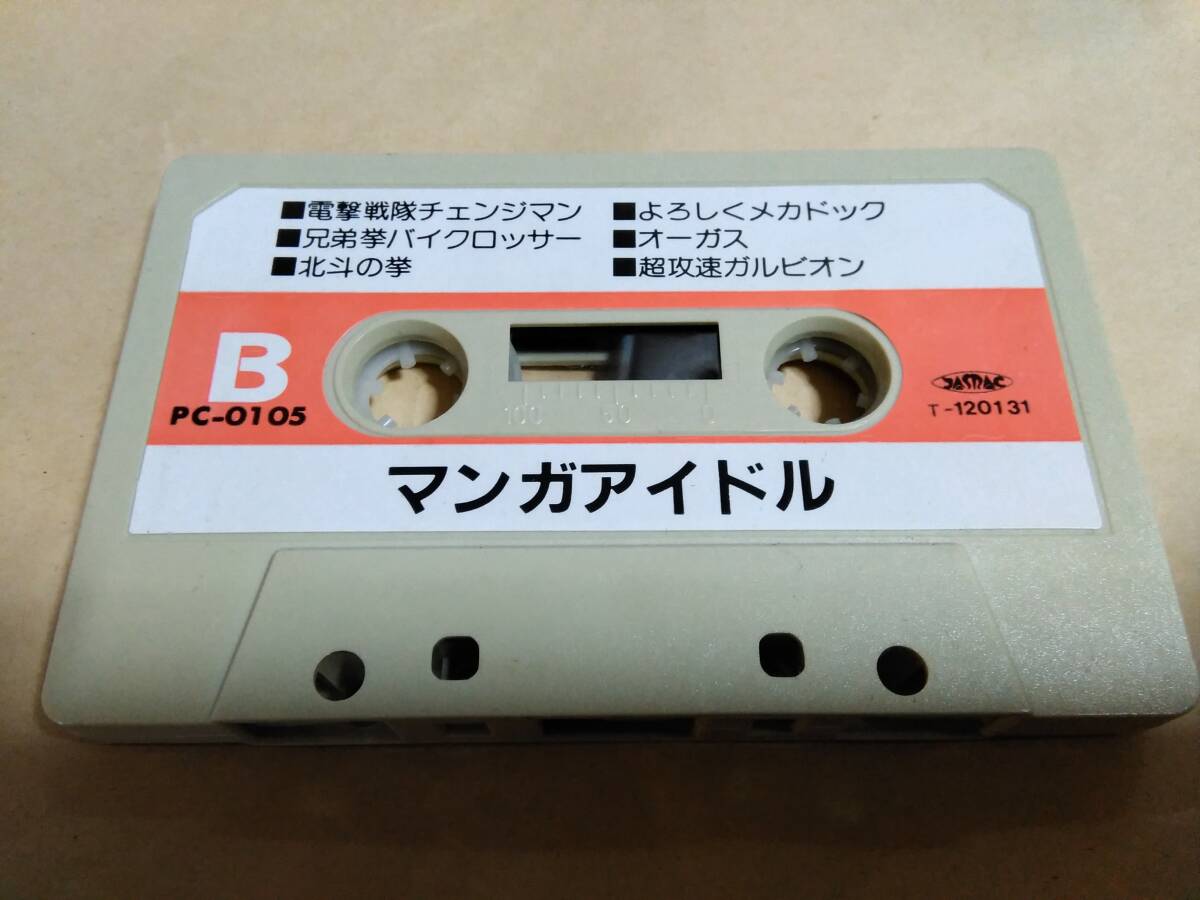 ■電撃戦隊チェンジマン
■兄弟拳バイクロッサー
■北斗の拳
■よろしくメカドック
■オーガス
■超攻速ガルビオン
B
PC-0105
100 50 0
JASRAC
T-120131
マンガアイドル